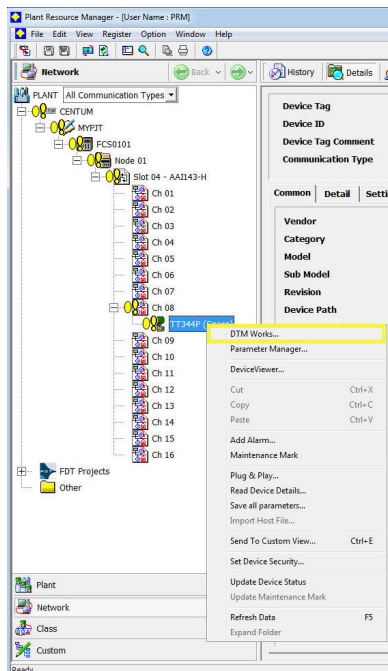 Plant Resource Manager - [User Name : PRM]
File Edit View Register Option Window Help
Network
Back
History
Details
PLANT All Communication Types
CENTUM
MYPJT
FCS0101
Node 01
Slot 04 - AAI143-H
Ch 01
Ch 02
Ch 03
Ch 04
Ch 05
Ch 06
Ch 07
Ch 08
TT344P
Ch 09
Ch 10
Ch 11
Ch 12
Ch 13
Ch 14
Ch 15
Ch 16
FDT Projects
Other
Device Tag
Device ID
Device Tag Comment
Communication Type
Common Detail Setti
Vendor
Category
Model
Sub Model
Revision
Device Path
DTM Works...
Parameter Manager...
DeviceViewer...
Cut Ctrl+X
Copy Ctrl+C
Paste Ctrl+V
Add Alarm...
Maintenance Mark
Plug & Play...
Read Device Details...
Save all parameters...
Import Host File...
Send To Custom View... Ctrl+E
Set Device Security...
Update Device Status
Update Maintenance Mark
Refresh Data F5
Expand Folder
Plant
Network
Class
Custom
Ready